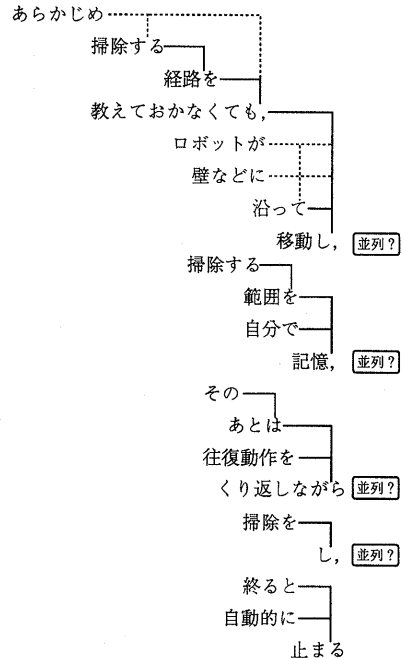 あらかじめ
掃除する
経路を
教えておかなくても,
ロボットが
壁などに
沿って
移動し, 並列?
掃除する
範囲を
自分で
記憶, 並列?
その
あとは
往復動作を
くり返しながら 並列?
掃除を
し, 並列?
終ると
自動的に
止まる